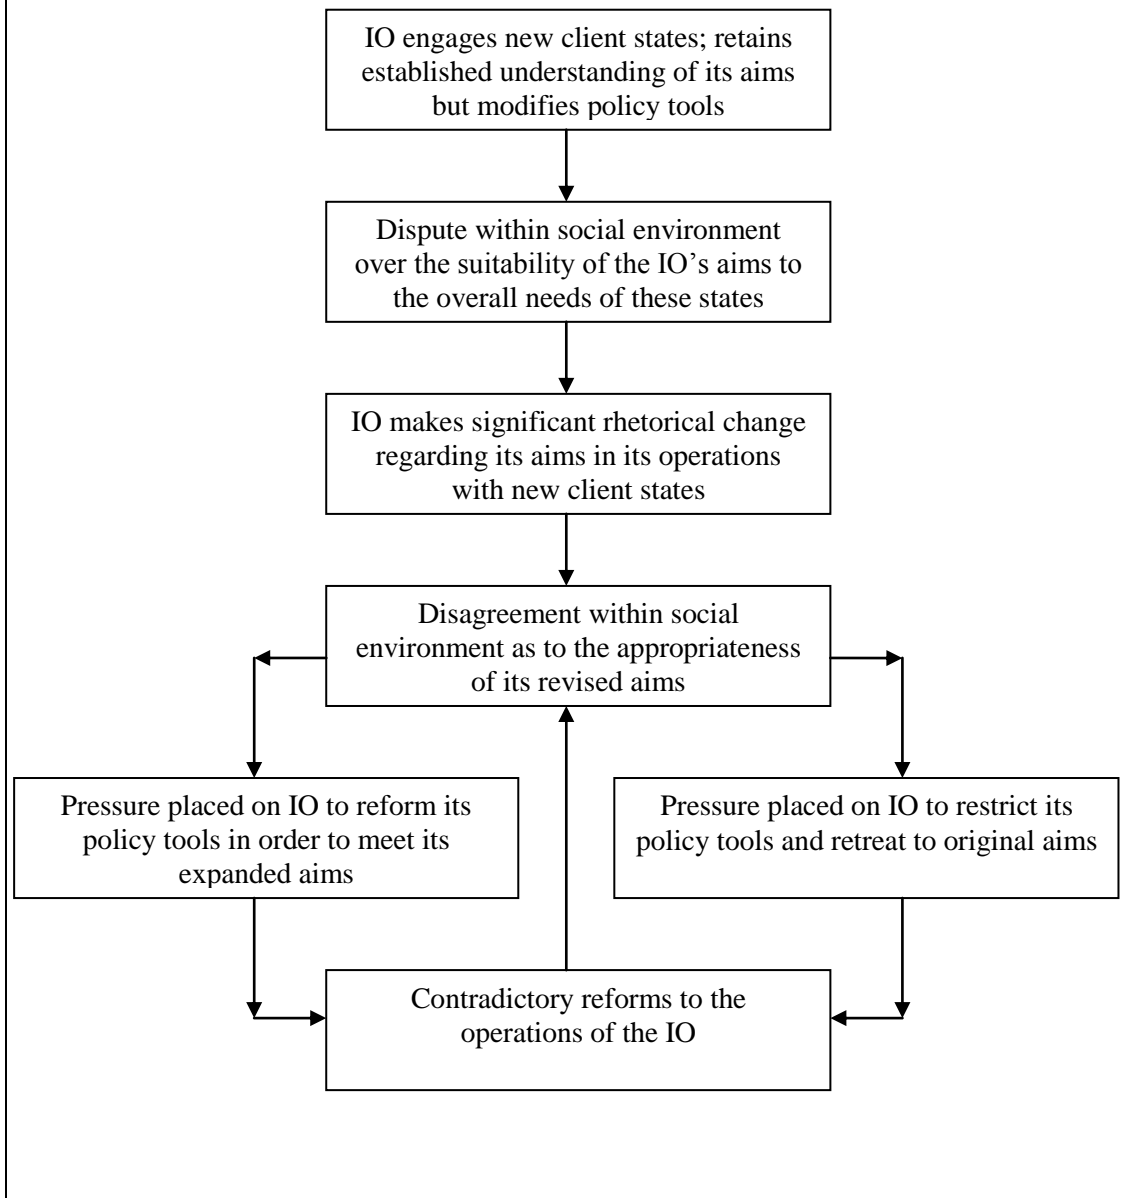 IO engages new client states; retains
established understanding of its aims
but modifies policy tools
Dispute within social environment
over the suitability of the IO’s aims to
the overall needs of these states
IO makes significant rhetorical change
regarding its aims in its operations
with new client states
Disagreement within social
environment as to the appropriateness
of its revised aims
Pressure placed on IO to reform its
policy tools in order to meet its
expanded aims
Pressure placed on IO to restrict its
policy tools and retreat to original aims
Contradictory reforms to the
operations of the IO